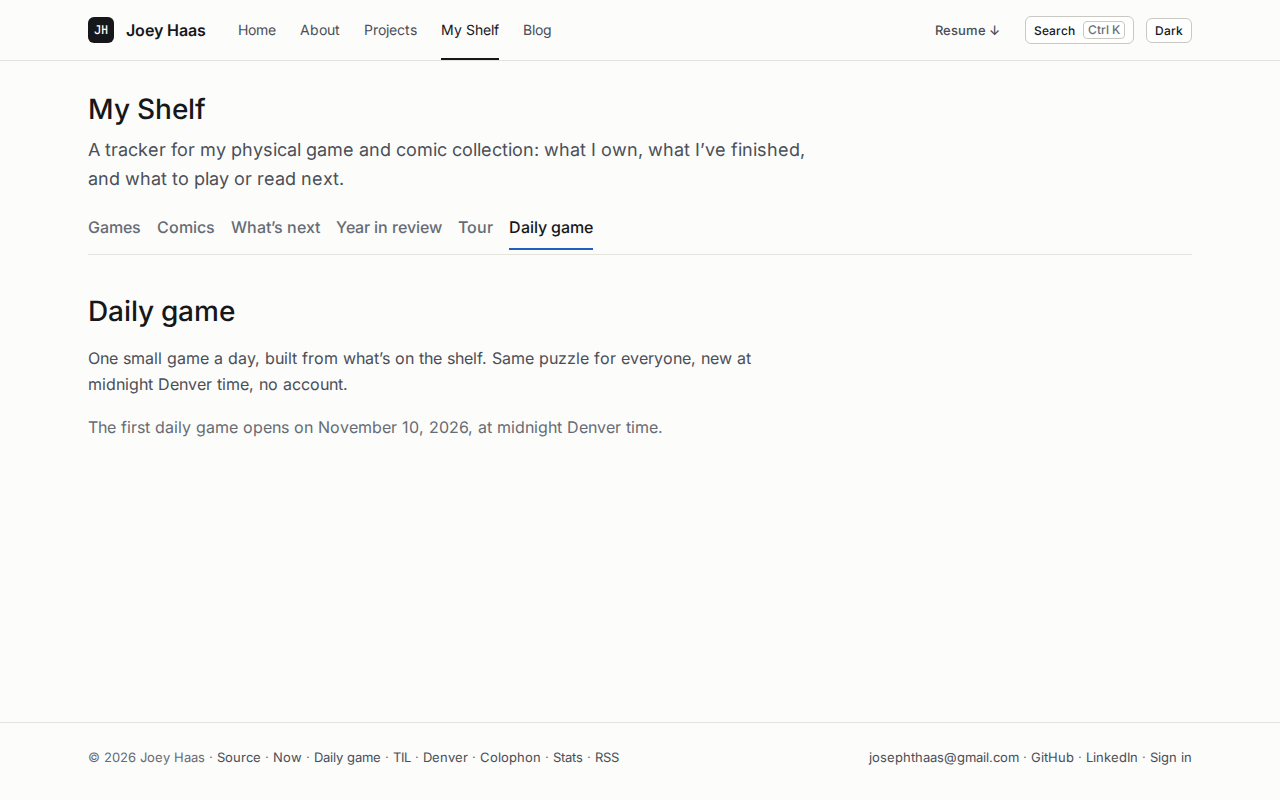 JH Joey Haas Home About Projects My Shelf Blog Resume ↓ Search Ctrl K Dark
My Shelf
A tracker for my physical game and comic collection: what I own, what I’ve finished,
and what to play or read next.
Games Comics What’s next Year in review Tour Daily game
Daily game
One small game a day, built from what’s on the shelf. Same puzzle for everyone, new at
midnight Denver time, no account.
The first daily game opens on November 10, 2026, at midnight Denver time.
© 2026 Joey Haas · Source · Now · Daily game · TIL · Denver · Colophon · Stats · RSS josephthaas@gmail.com · GitHub · LinkedIn · Sign in